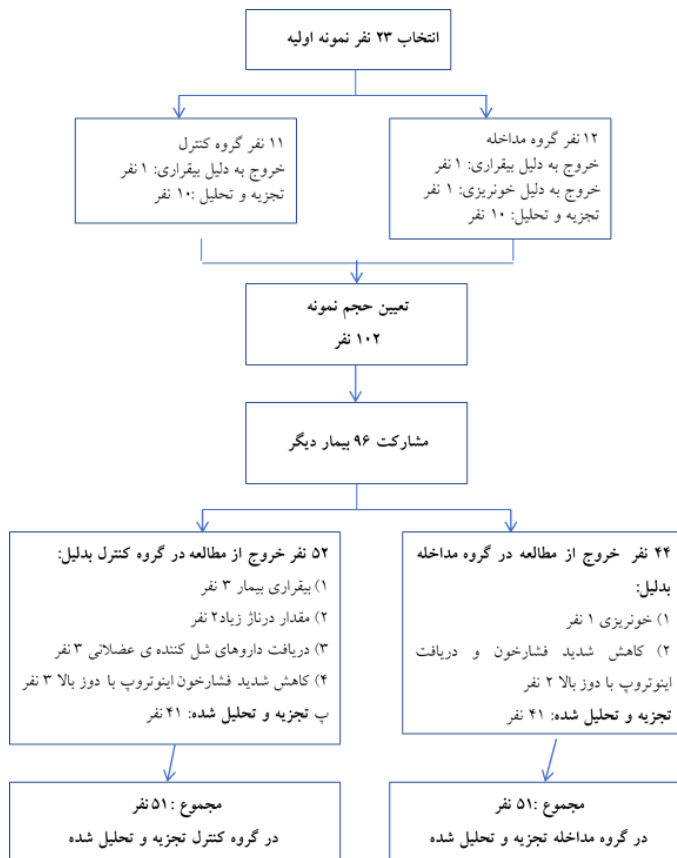 انتخاب ۲۳ نفر نمونه اولیه
۱۲ نفر گروه مداخله
خروج به دلیل بیقراری: ۱ نفر
خروج به دلیل خونریزی: ۱ نفر
تجزیه و تحلیل: ۱۰ نفر
۱۱ نفر گروه کنترل
خروج به دلیل بیقراری: ۱ نفر
تجزیه و تحلیل :۱۰ نفر
تعیین حجم نمونه
۱۰۲ نفر
مشارکت ۹۶ بیمار دیگر
۴۴ نفر خروج از مطالعه در گروه مداخله
بدلیل:
۱) خونریزی ۱ نفر
۲) کاهش شدید فشارخون و دریافت
اینوتروپ با دوز بالا ۲ نفر
تجزیه و تحلیل شده: ۴۱ نفر
۵۲ نفر خروج از مطالعه در گروه کنترل بدلیل:
۱) بیقراری بیمار ۳ نفر
۲) مقدار درناژ زیاد۲ نفر
۳) دریافت داروهای شل کننده ی عضلانی ۳ نفر
۴) کاهش شدید فشارخون اینوتروپ با دوز بالا ۳ نفر
پ تجزیه و تحلیل شده: ۴۱ نفر
مجموع :۵۱ نفر
در گروه مداخله تجزیه و تحلیل شده
مجموع :۵۱ نفر
در گروه کنترل تجزیه و تحلیل شده